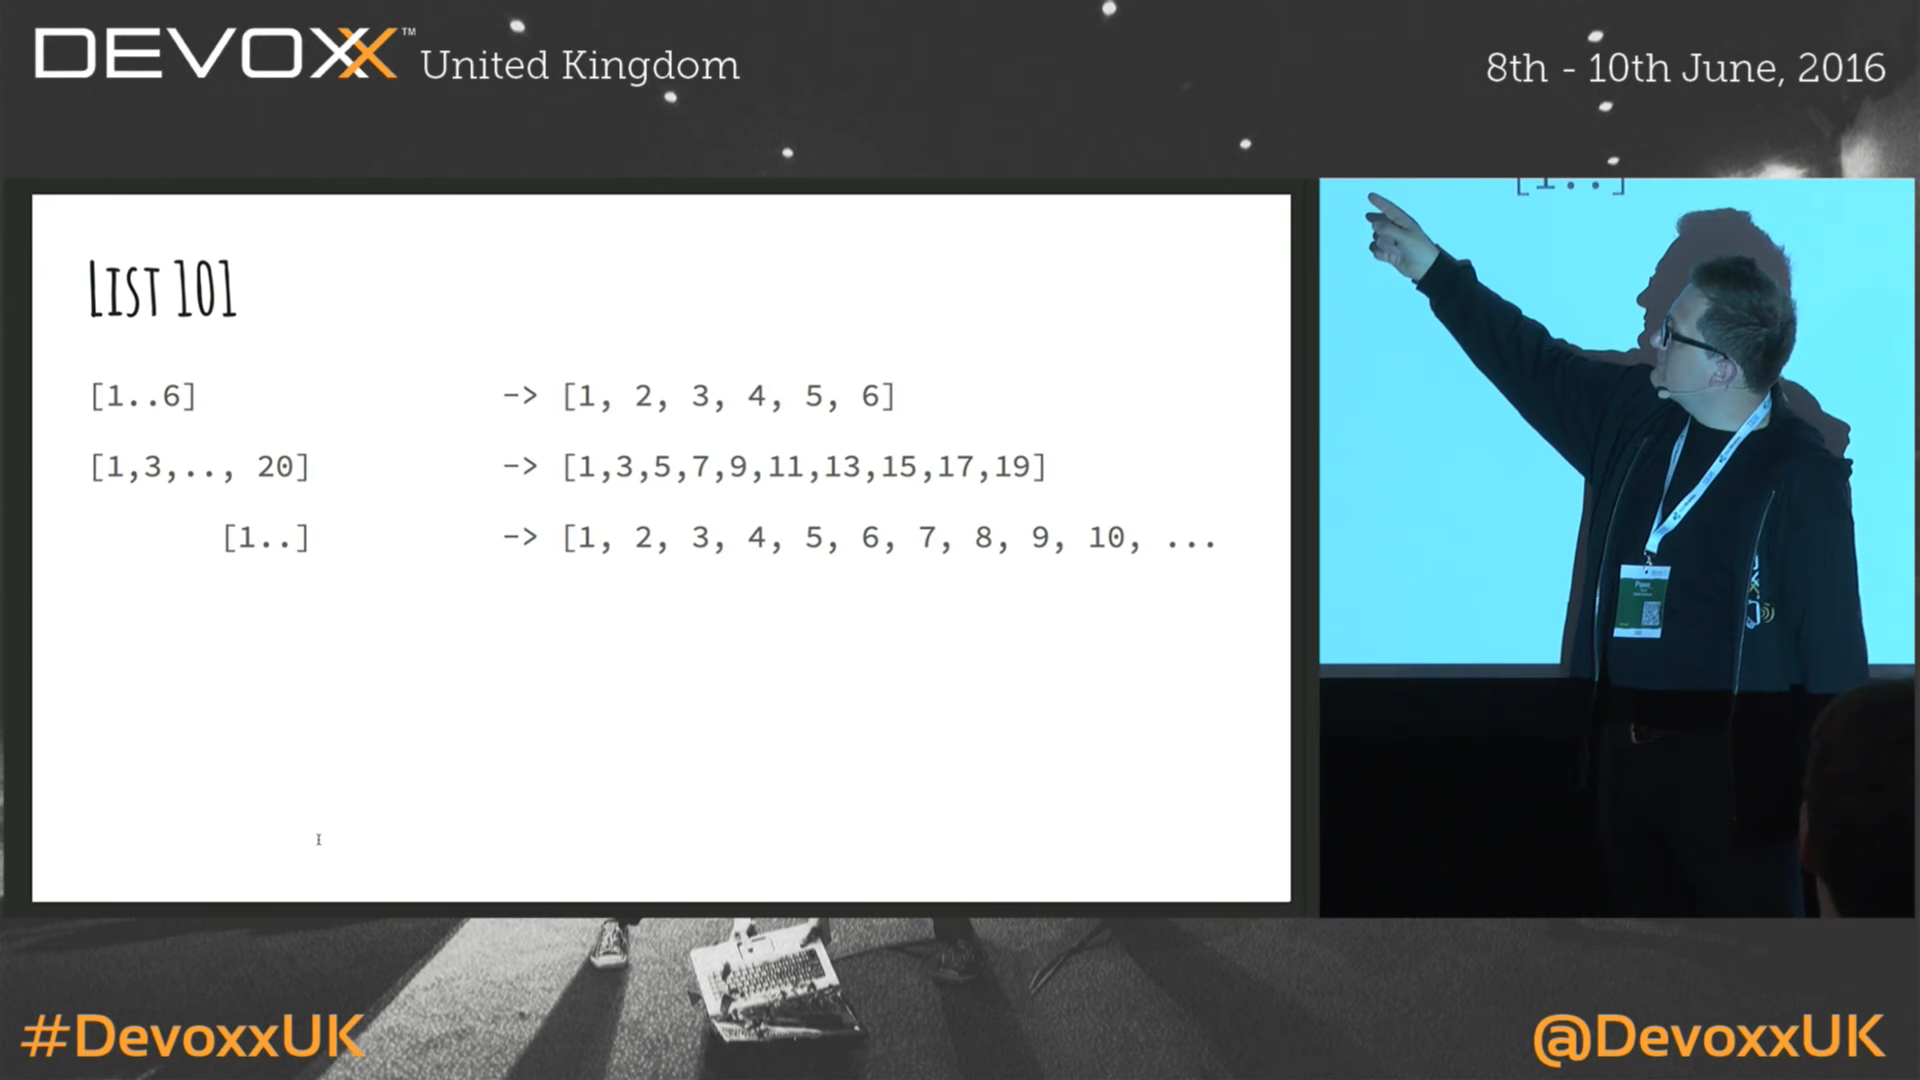 DEVOXX™ United Kingdom
8th - 10th June, 2016
LIST 101
[1..6] -> [1, 2, 3, 4, 5, 6]
[1,3,.., 20] -> [1,3,5,7,9,11,13,15,17,19]
[1..] -> [1, 2, 3, 4, 5, 6, 7, 8, 9, 10, ...
[1..]
#DevoxxUK
@DevoxxUK